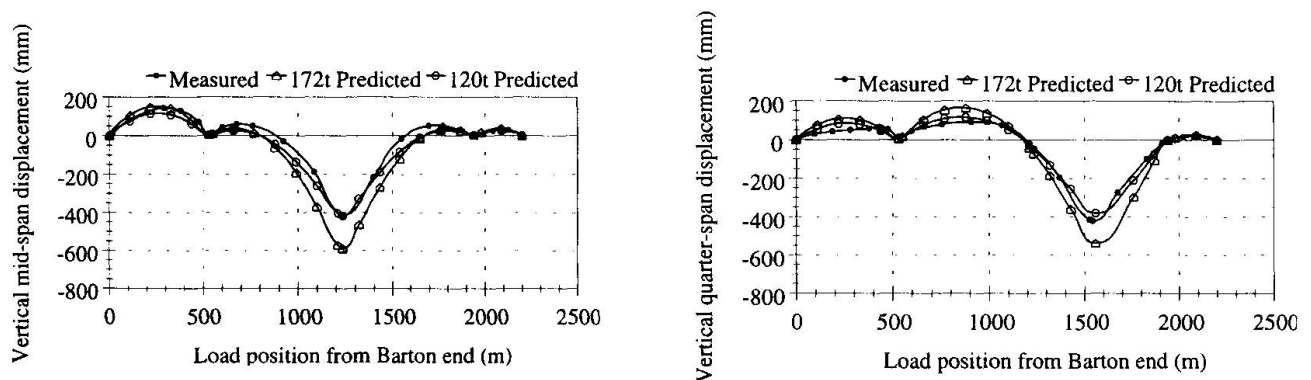 Vertical mid-span displacement (mm)
Measured 172t Predicted 120t Predicted
200
0
-200
-400
-600
-800
0 500 1000 1500 2000 2500
Load position from Barton end (m)
Vertical quarter-span displacement (mm)
Measured 172t Predicted 120t Predicted
200
0
-200
-400
-600
-800
0 500 1000 1500 2000 2500
Load position from Barton end (m)